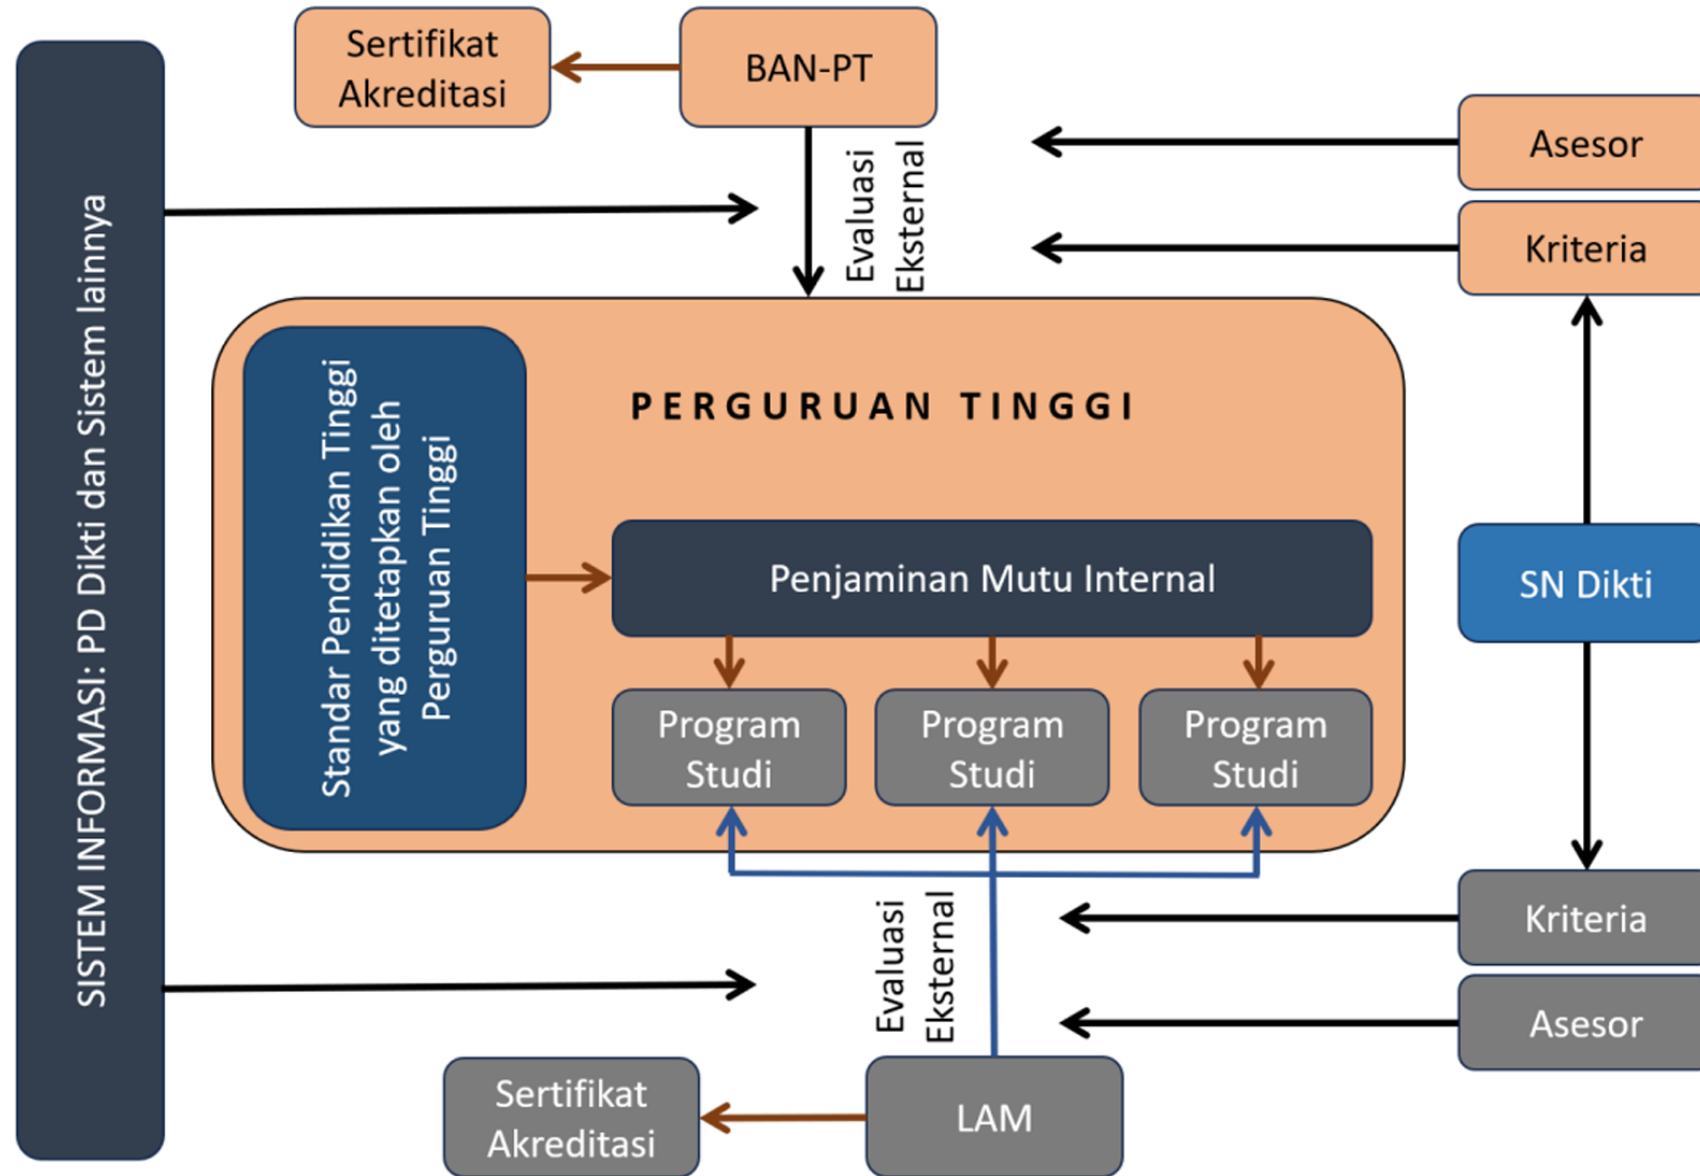 Sertifikat
Akreditasi
BAN-PT
Asesor
Kriteria
Evaluasi
Eksternal
SISTEM INFORMASI: PD Dikti dan Sistem lainnya
PERGURUAN TINGGI
Standar Pendidikan Tinggi
yang ditetapkan oleh
Perguruan Tinggi
Penjaminan Mutu Internal
SN Dikti
Program
Studi
Program
Studi
Program
Studi
Evaluasi
Eksternal
Kriteria
Asesor
Sertifikat
Akreditasi
LAM